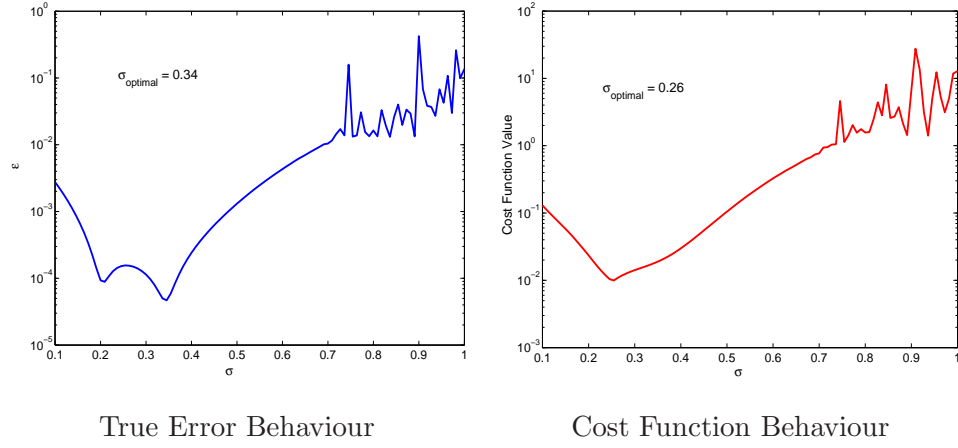 10^0
10^-1
10^-2
10^-3
10^-4
10^-5
ε
σ_optimal = 0.34
0.1 0.2 0.3 0.4 0.5 0.6 0.7 0.8 0.9 1
σ
True Error Behaviour
10^2
10^1
10^0
10^-1
10^-2
10^-3
Cost Function Value
σ_optimal = 0.26
0.1 0.2 0.3 0.4 0.5 0.6 0.7 0.8 0.9 1
σ
Cost Function Behaviour